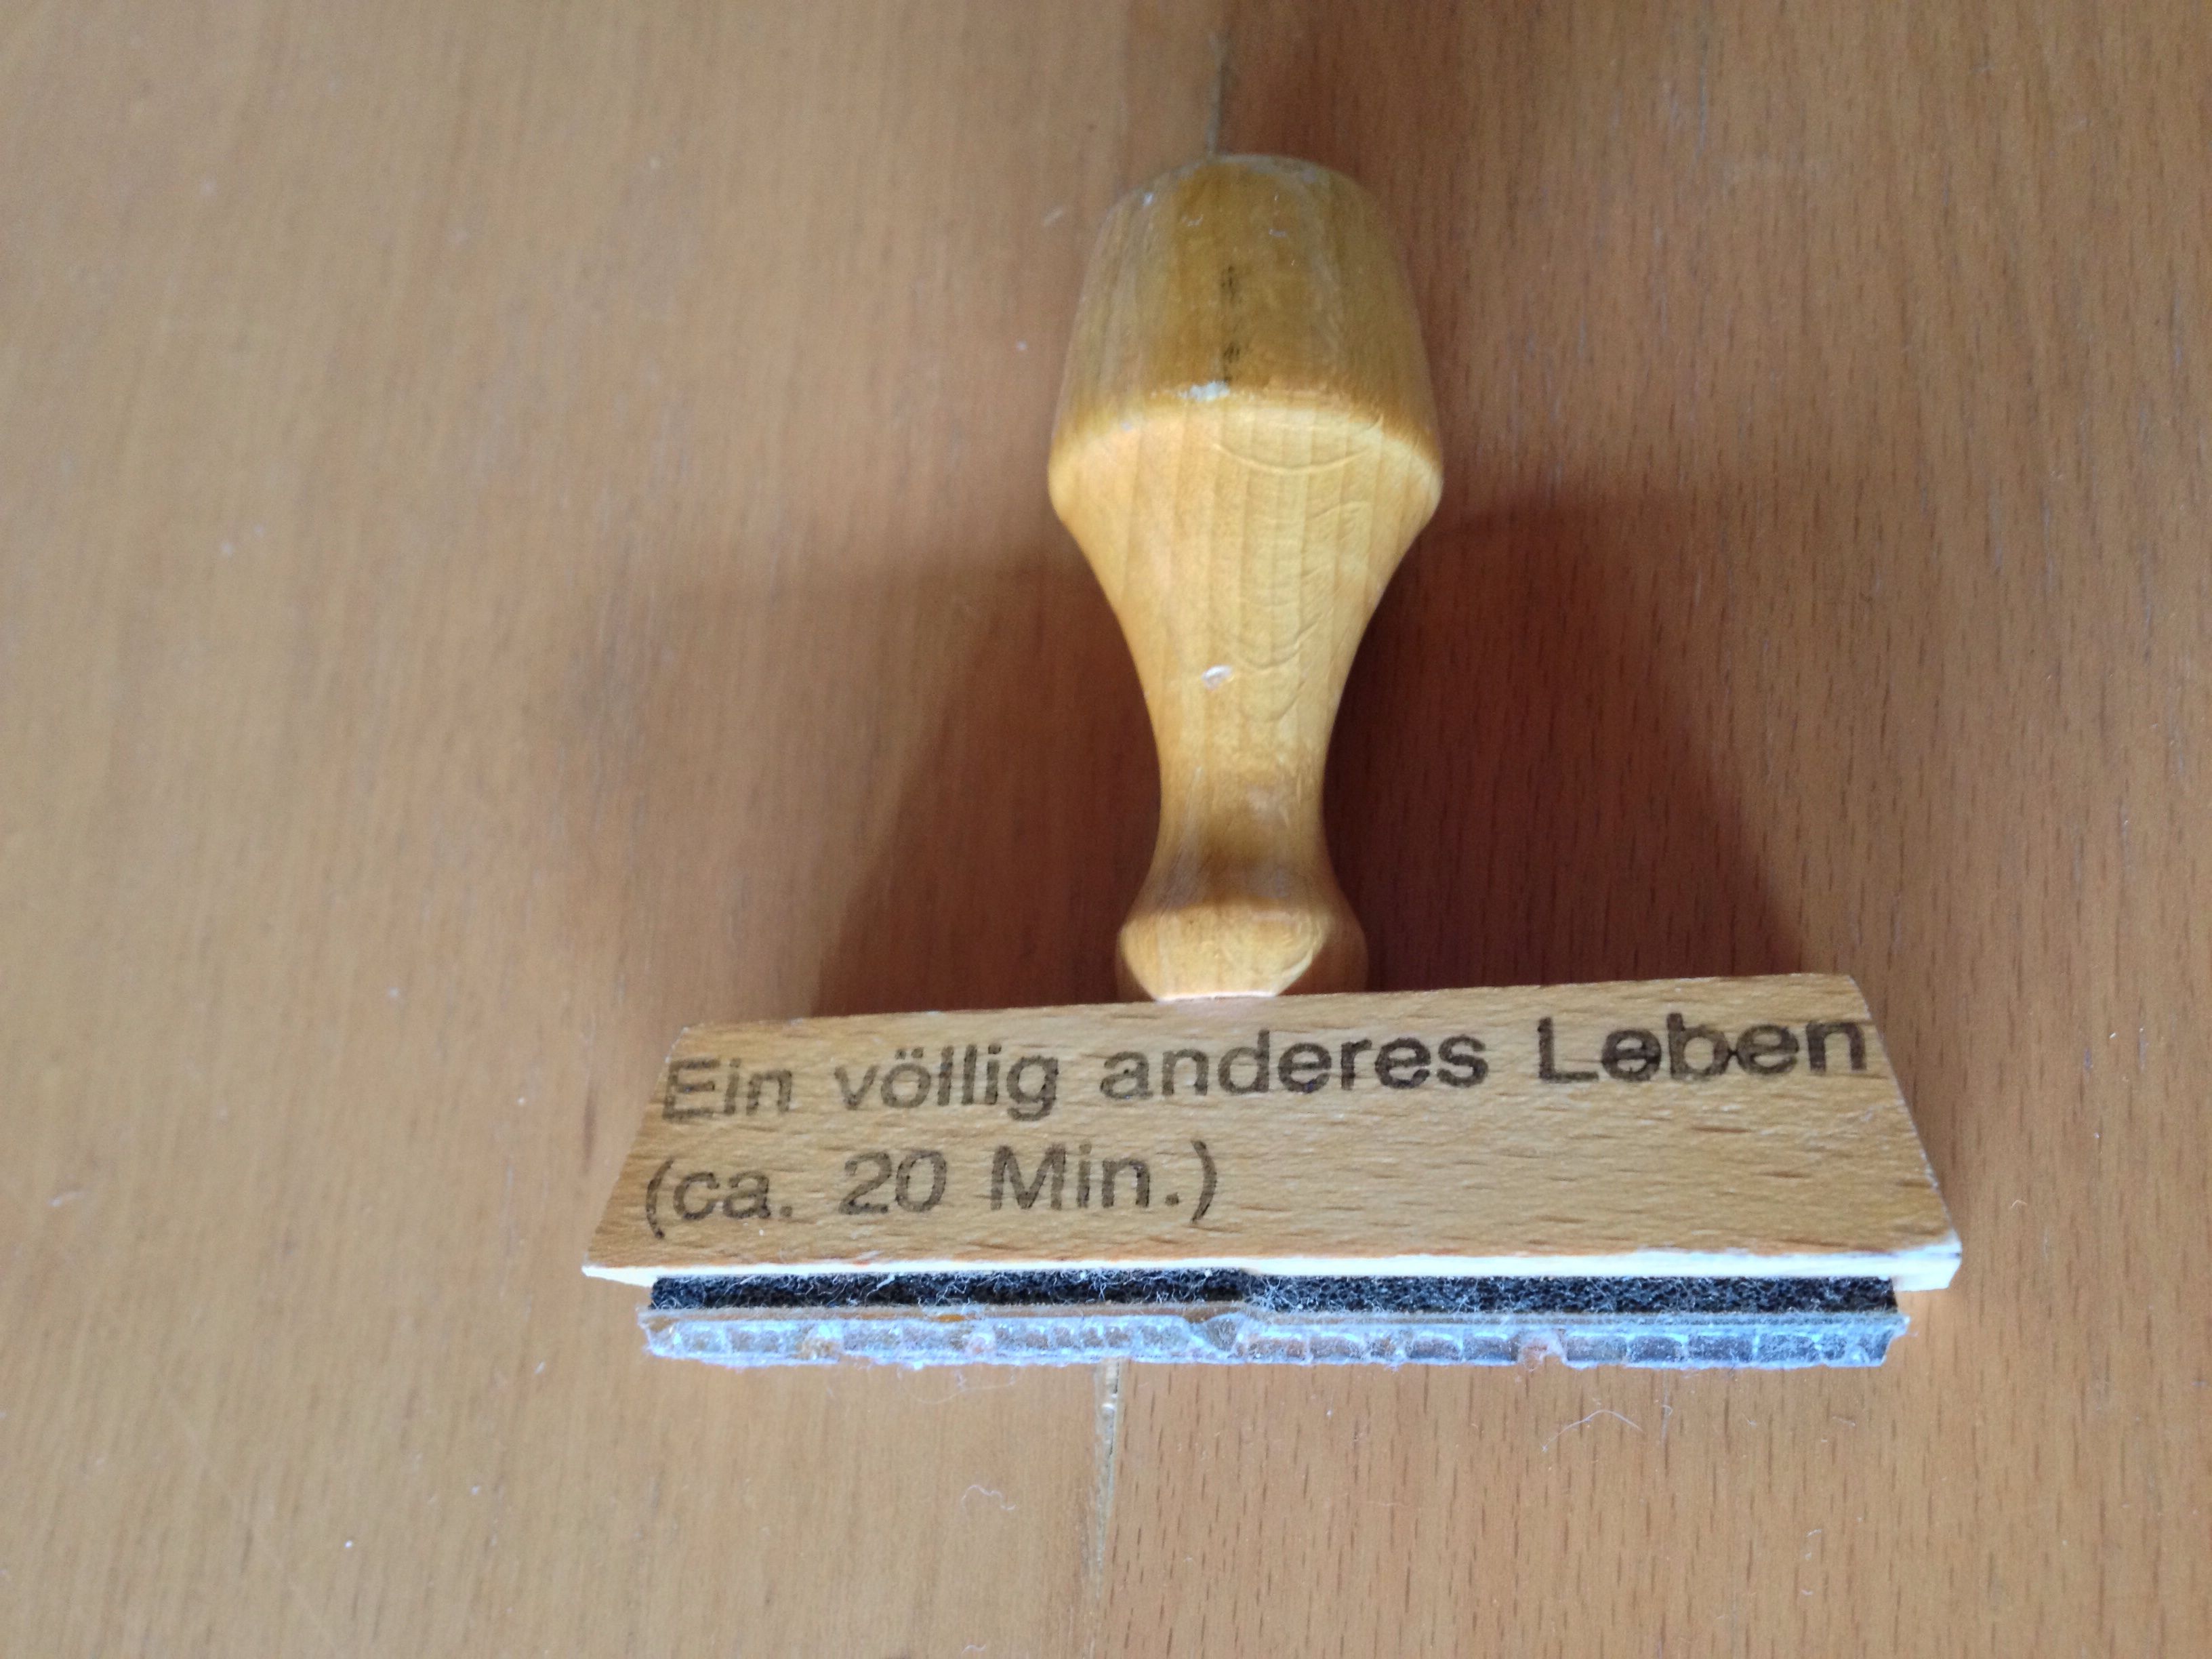 Ein völlig anderes Leben
(ca. 20 Min.)